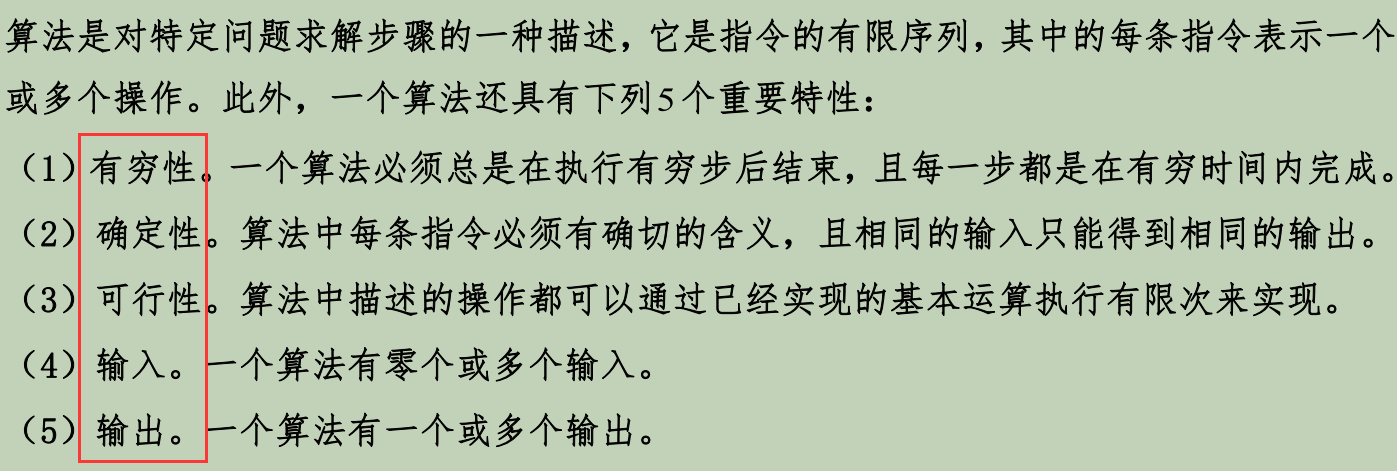 算法是对特定问题求解步骤的一种描述，它是指令的有限序列，其中的每条指令表示一个
或多个操作。此外，一个算法还具有下列5个重要特性：
（1）有穷性。一个算法必须总是在执行有穷步后结束，且每一步都是在有穷时间内完成。
（2）确定性。算法中每条指令必须有确切的含义，且相同的输入只能得到相同的输出。
（3）可行性。算法中描述的操作都可以通过已经实现的基本运算执行有限次来实现。
（4）输入。一个算法有零个或多个输入。
（5）输出。一个算法有一个或多个输出。